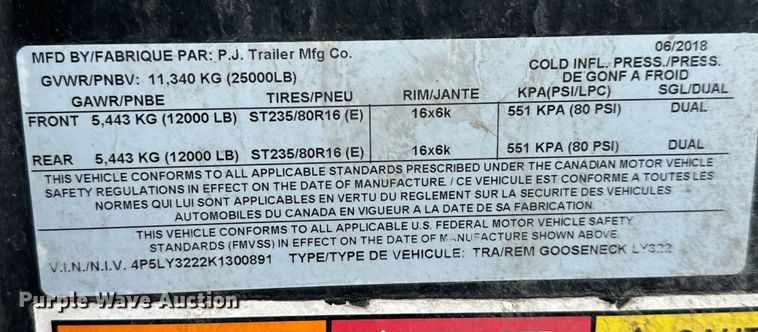 06/2018
MFD BY/FABRIQUE PAR: P.J. Trailer Mfg Co.
COLD INFL. PRESS./PRESS.
DE GONF A FROID
GVWR/PNBV: 11,340 KG (25000LB)
GAWR/PNBE TIRES/PNEU RIM/JANTE KPA(PSI/LPC) SGL/DUAL
FRONT 5,443 KG (12000 LB) ST235/80R16 (E) 16x6k 551 KPA (80 PSI) DUAL
REAR 5,443 KG (12000 LB) ST235/80R16 (E) 16x6k 551 KPA (80 PSI) DUAL
THIS VEHICLE CONFORMS TO ALL APPLICABLE STANDARDS PRESCRIBED UNDER THE CANADIAN MOTOR VEHICLE
SAFETY REGULATIONS IN EFFECT ON THE DATE OF MANUFACTURE. / CE VEHICULE EST CONFORME A TOUTES LES
NORMES QUI LUI SONT APPLICABLES EN VERTU DU REGLEMENT SUR LA SECURITE DES VEHICULES
AUTOMOBILES DU CANADA EN VIGUEUR A LA DATE DE SA FABRICATION.
THIS VEHICLE CONFORMS TO ALL APPLICABLE U.S. FEDERAL MOTOR VEHICLE SAFETY
STANDARDS (FMVSS) IN EFFECT ON THE DATE OF MANUFACTURE SHOWN ABOVE.
V.I.N./N.I.V. 4P5LY3222K1300891 TYPE/TYPE DE VEHICULE: TRA/REM GOOSENECK LY322
Purple Wave Auction